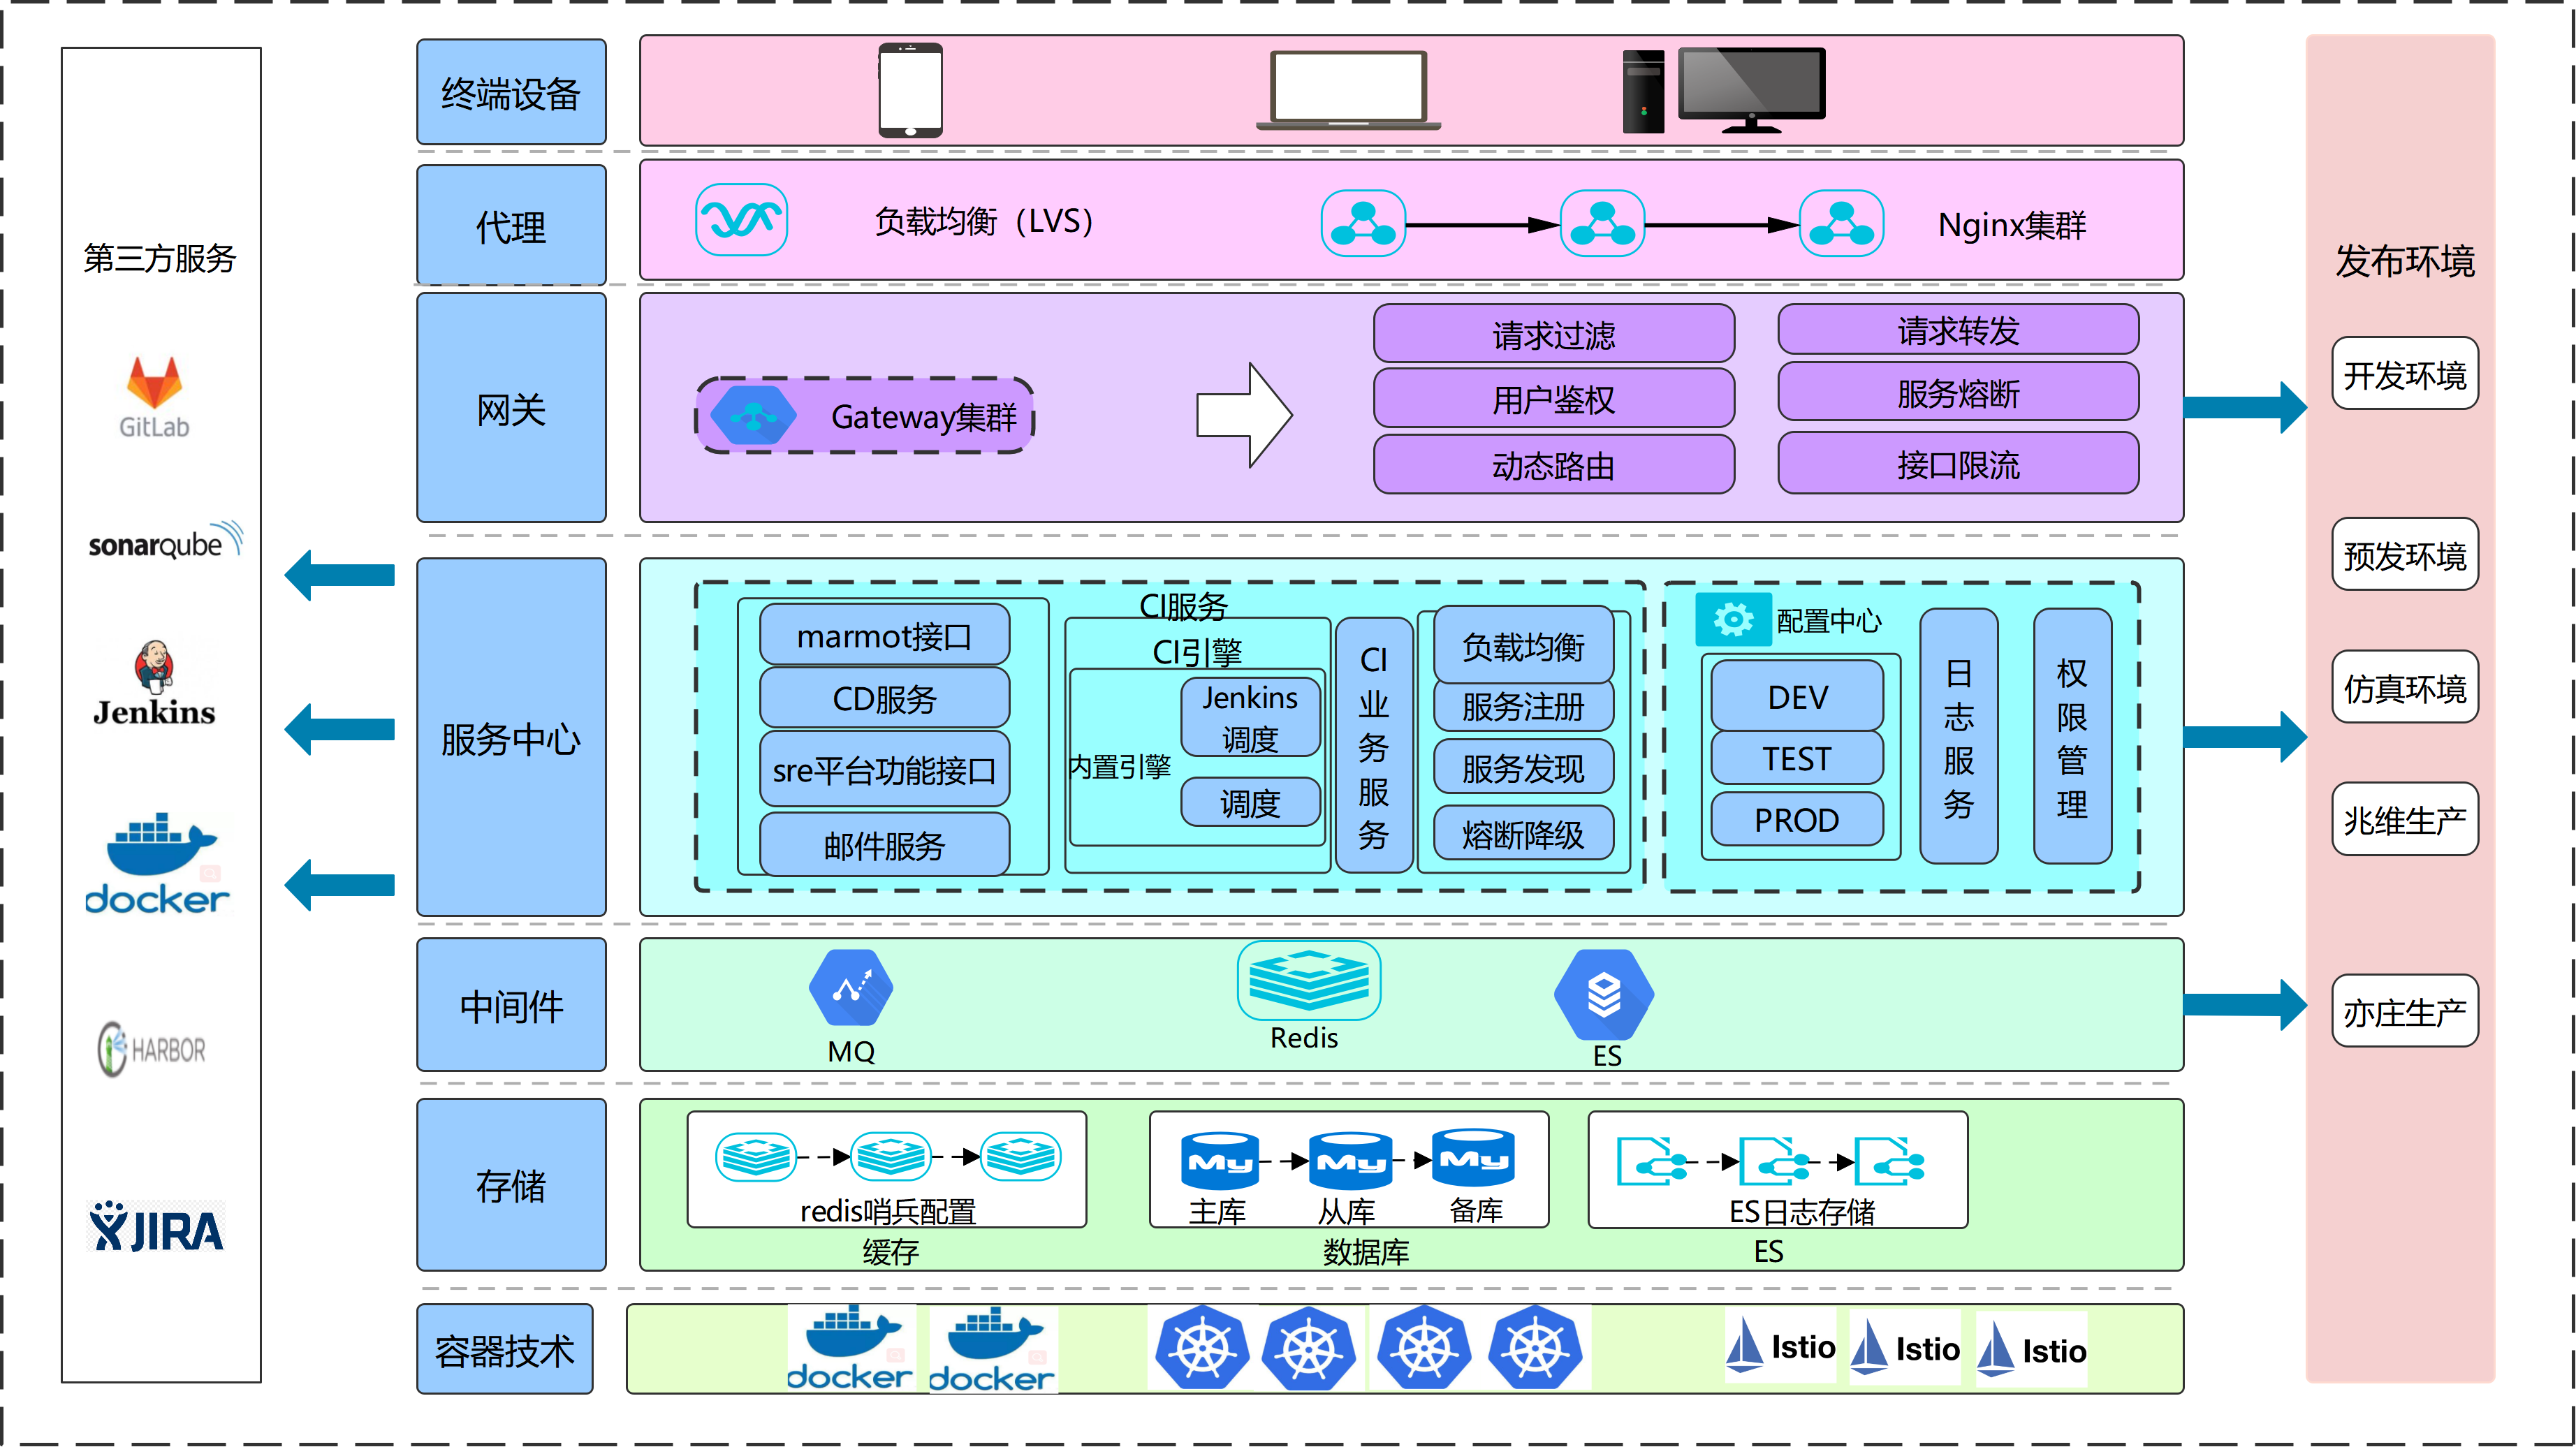 第三方服务
GitLab
sonarqube
Jenkins
docker
HARBOR
JIRA
终端设备
代理
负载均衡（LVS）
Nginx集群
网关
Gateway集群
请求过滤
请求转发
用户鉴权
服务熔断
动态路由
接口限流
服务中心
CI服务
marmot接口
CD服务
sre平台功能接口
邮件服务
CI引擎
内置引擎
Jenkins
调度
调度
CI
业
务
服
务
负载均衡
服务注册
服务发现
熔断降级
配置中心
DEV
TEST
PROD
日
志
服
务
权
限
管
理
中间件
MQ
Redis
ES
存储
redis哨兵配置
缓存
My
My
My
主库
从库
备库
数据库
ES日志存储
ES
容器技术
docker
docker
Istio
Istio
Istio
发布环境
开发环境
预发环境
仿真环境
兆维生产
亦庄生产